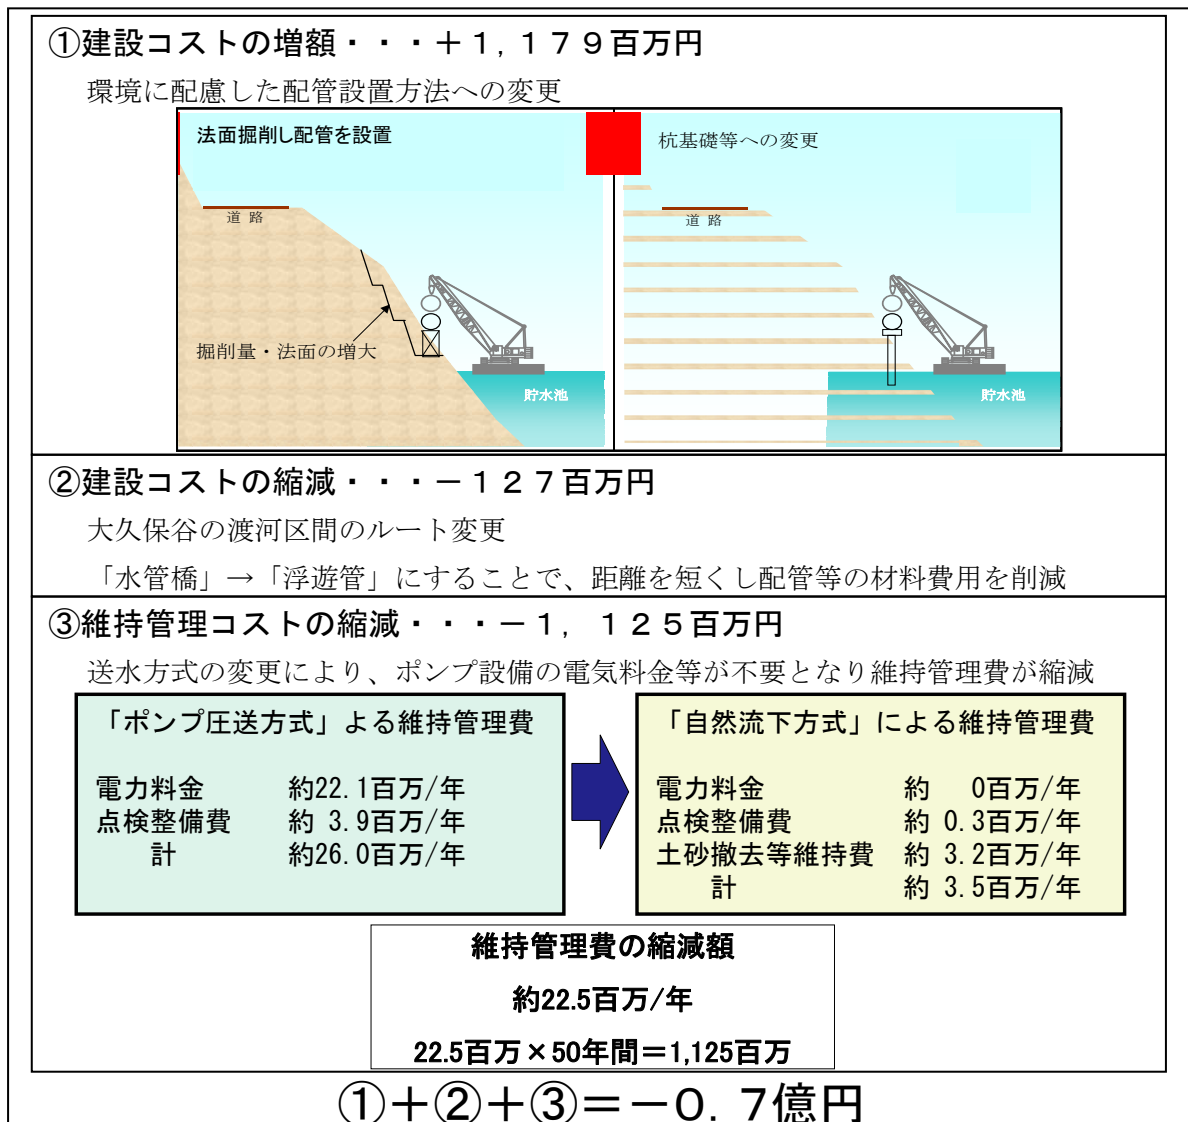 ①建設コストの増額・・・＋１，１７９百万円
環境に配慮した配管設置方法への変更
法面掘削し配管を設置
道 路
掘削量・法面の増大
貯水池
杭基礎等への変更
道 路
貯水池
②建設コストの縮減・・・－１２７百万円
大久保谷の渡河区間のルート変更
「水管橋」→「浮遊管」にすることで、距離を短くし配管等の材料費用を削減
③維持管理コストの縮減・・・－１，１２５百万円
送水方式の変更により、ポンプ設備の電気料金等が不要となり維持管理費が縮減
「ポンプ圧送方式」よる維持管理費
電力料金 約22.1百万/年
点検整備費 約 3.9百万/年
計 約26.0百万/年
「自然流下方式」による維持管理費
電力料金 約 0百万/年
点検整備費 約 0.3百万/年
土砂撤去等維持費 約 3.2百万/年
計 約 3.5百万/年
維持管理費の縮減額
約22.5百万/年
22.5百万×50年間＝1,125百万
①＋②＋③＝－０．７億円